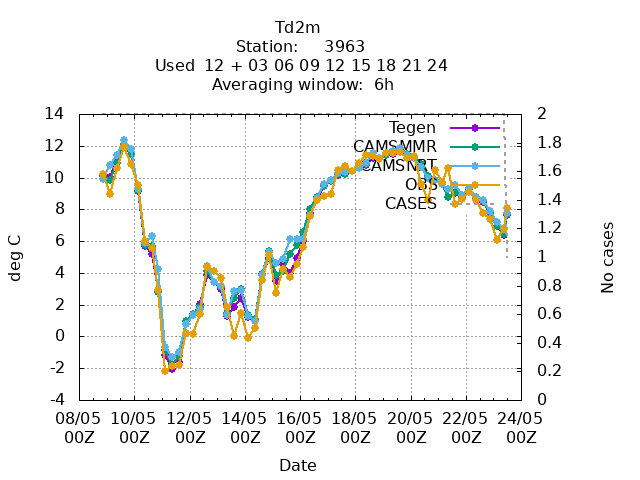 Td2m
Station: 3963
Used 12 + 03 06 09 12 15 18 21 24
Averaging window: 6h
14 2
Tegen
12 1.8
CAMSMMR
CAMSNRT
10 1.6
OBS
CASES
8 1.4
6 1.2
4 1
2 0.8
0 0.6
-2 0.4
-4 0.2
0
deg C
No cases
08/05 10/05 12/05 14/05 16/05 18/05 20/05 22/05 24/05
00Z 00Z 00Z 00Z 00Z 00Z 00Z 00Z 00Z
Date